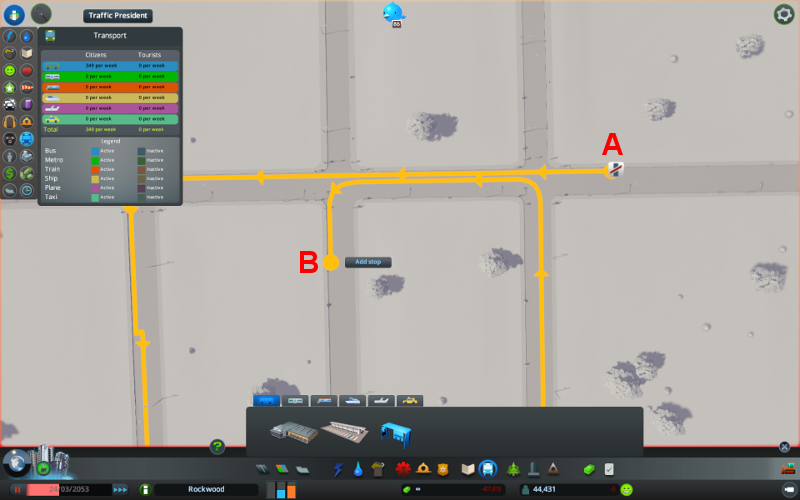 Traffic President
Transport
Citizens Tourists
349 per week 0 per week
0 per week 0 per week
0 per week 0 per week
0 per week 0 per week
0 per week 0 per week
0 per week 0 per week
Total 349 per week 0 per week
Legend
Bus Active Inactive
Metro Active Inactive
Train Active Inactive
Ship Active Inactive
Plane Active Inactive
Taxi Active Inactive
A
B
Add stop
?
Rockwood
∞
44,431